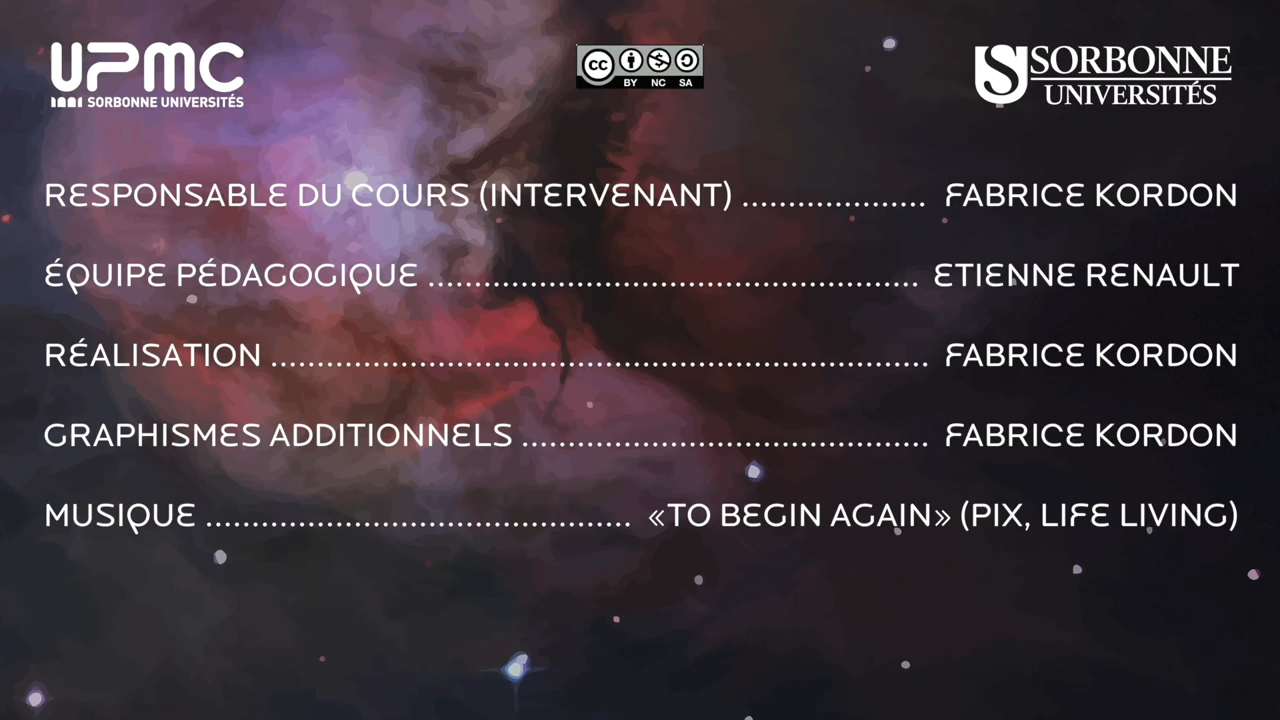 UPMC
SORBONNE UNIVERSITÉS
cc
BY NC SA
SORBONNE
UNIVERSITÉS
RESPONSABLE DU COURS (INTERVENANT) .................... FABRICE KORDON
ÉQUIPE PÉDAGOGIQUE ..................................................... ETIENNE RENAULT
RÉALISATION ....................................................................... FABRICE KORDON
GRAPHISMES ADDITIONNELS ............................................ FABRICE KORDON
MUSIQUE .............................................. «TO BEGIN AGAIN» (PIX, LIFE LIVING)